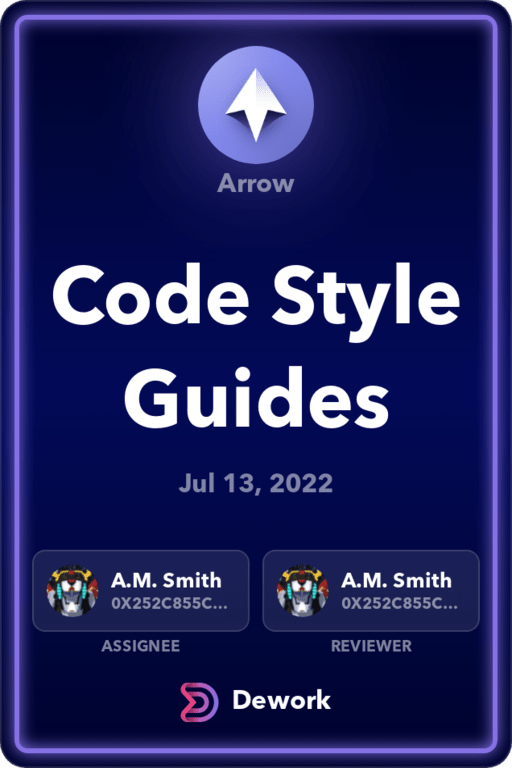 Arrow
Code Style
Guides
Jul 13, 2022
A.M. Smith
0X252C855C...
ASSIGNEE
A.M. Smith
0X252C855C...
REVIEWER
Dework